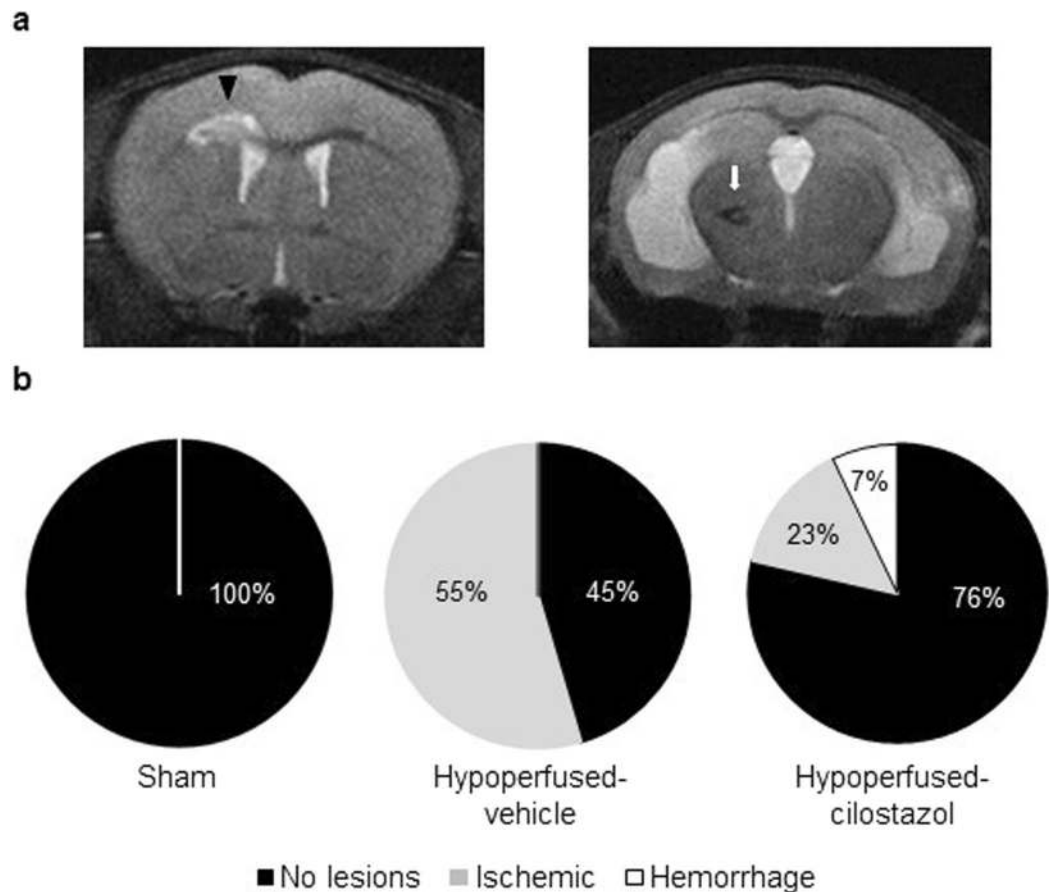 a
b
100%
55%
45%
7%
23%
76%
Sham
Hypoperfused-
vehicle
Hypoperfused-
cilostazol
No lesions
Ischemic
Hemorrhage